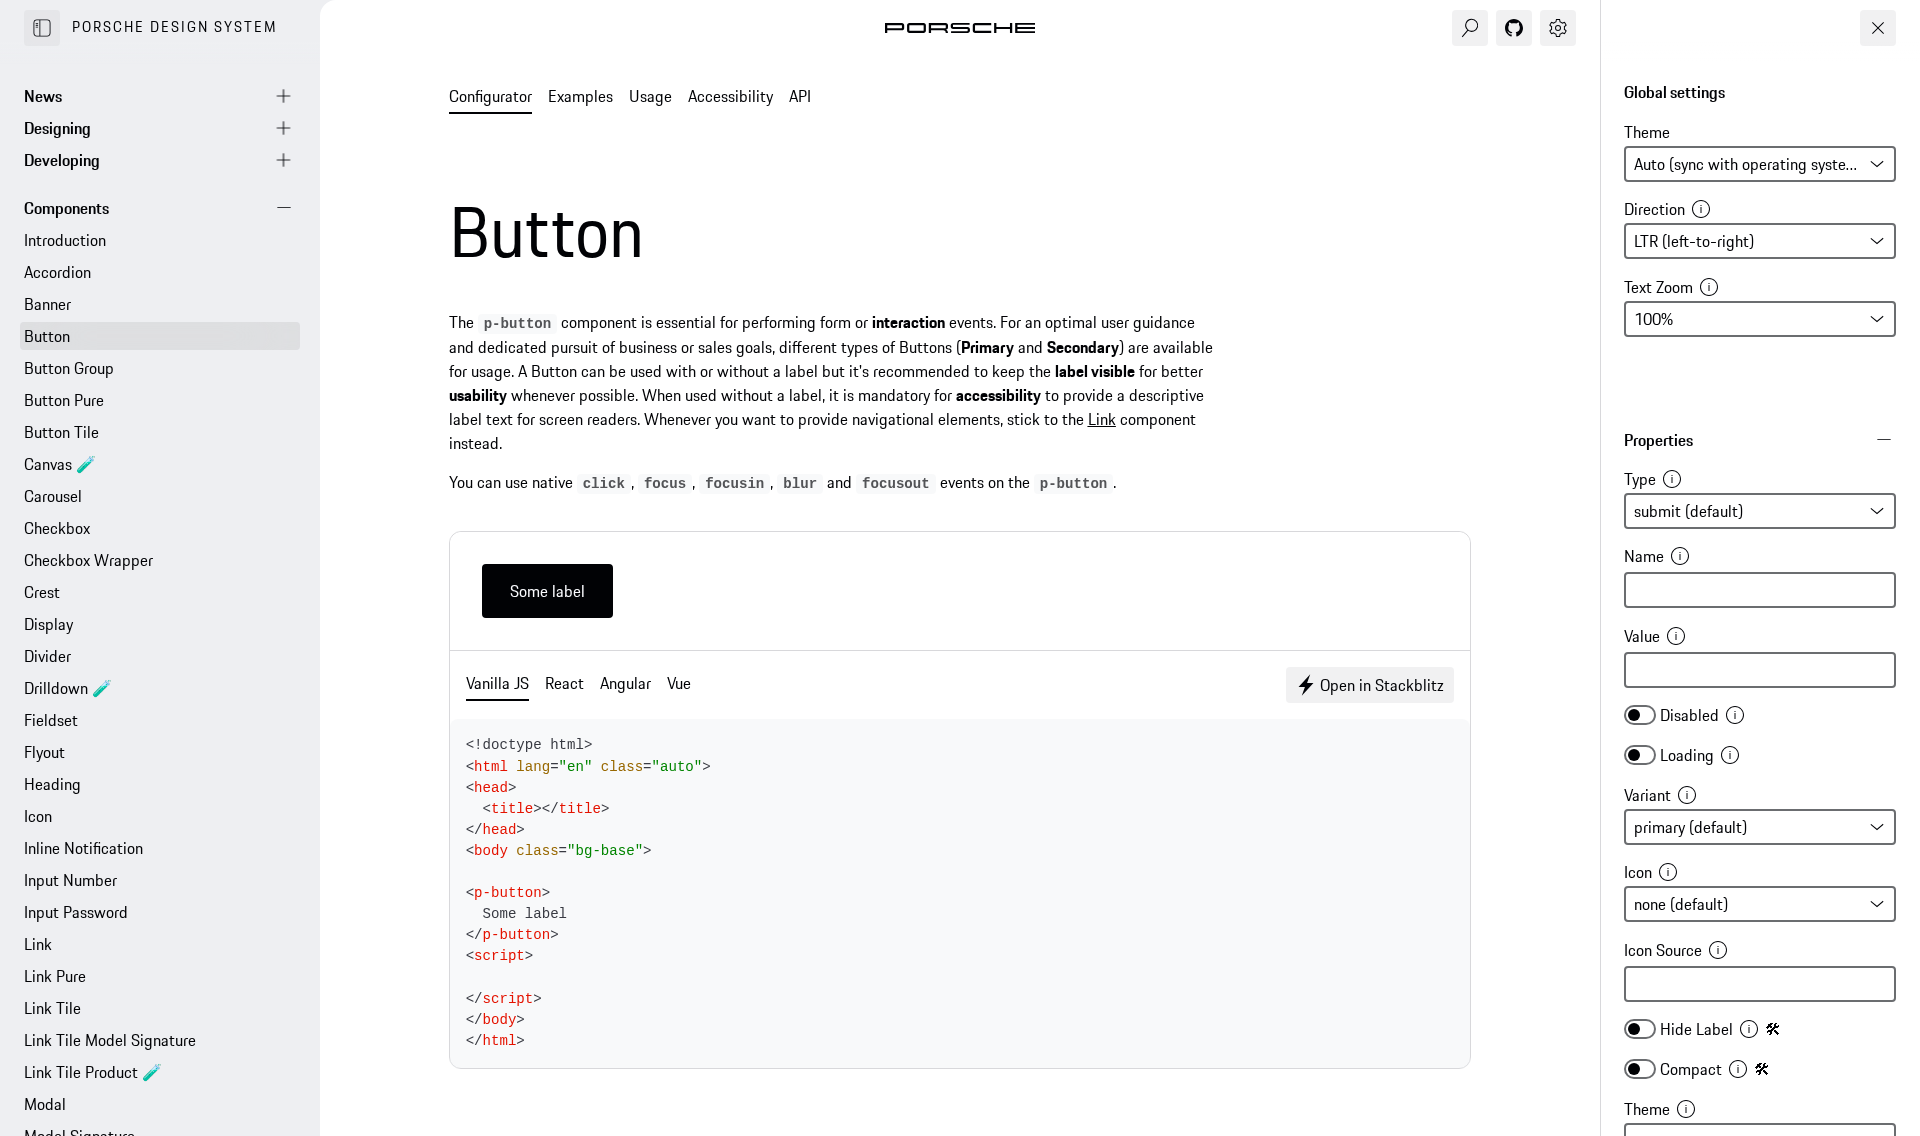 PORSCHE DESIGN SYSTEM
News
Designing
Developing
Components
Introduction
Accordion
Banner
Button
Button Group
Button Pure
Button Tile
Canvas 🧪
Carousel
Checkbox
Checkbox Wrapper
Crest
Display
Divider
Drilldown 🧪
Fieldset
Flyout
Heading
Icon
Inline Notification
Input Number
Input Password
Link
Link Pure
Link Tile
Link Tile Model Signature
Link Tile Product 🧪
Modal
Model Signature
PORSCHE
Configurator Examples Usage Accessibility API
Button
The p-button component is essential for performing form or interaction events. For an optimal user guidance
and dedicated pursuit of business or sales goals, different types of Buttons (Primary and Secondary) are available
for usage. A Button can be used with or without a label but it's recommended to keep the label visible for better
usability whenever possible. When used without a label, it is mandatory for accessibility to provide a descriptive
label text for screen readers. Whenever you want to provide navigational elements, stick to the Link component
instead.
You can use native click, focus, focusin, blur and focusout events on the p-button.
Some label
Vanilla JS React Angular Vue
Open in Stackblitz
<!doctype html>
<html lang="en" class="auto">
<head>
  <title></title>
</head>
<body class="bg-base">
<p-button>
  Some label
</p-button>
<script>
</script>
</body>
</html>
Global settings
Theme
Auto (sync with operating syste...
Direction
LTR (left-to-right)
Text Zoom
100%
Properties
Type
submit (default)
Name
Value
Disabled
Loading
Variant
primary (default)
Icon
none (default)
Icon Source
Hide Label 🛠
Compact 🛠
Theme